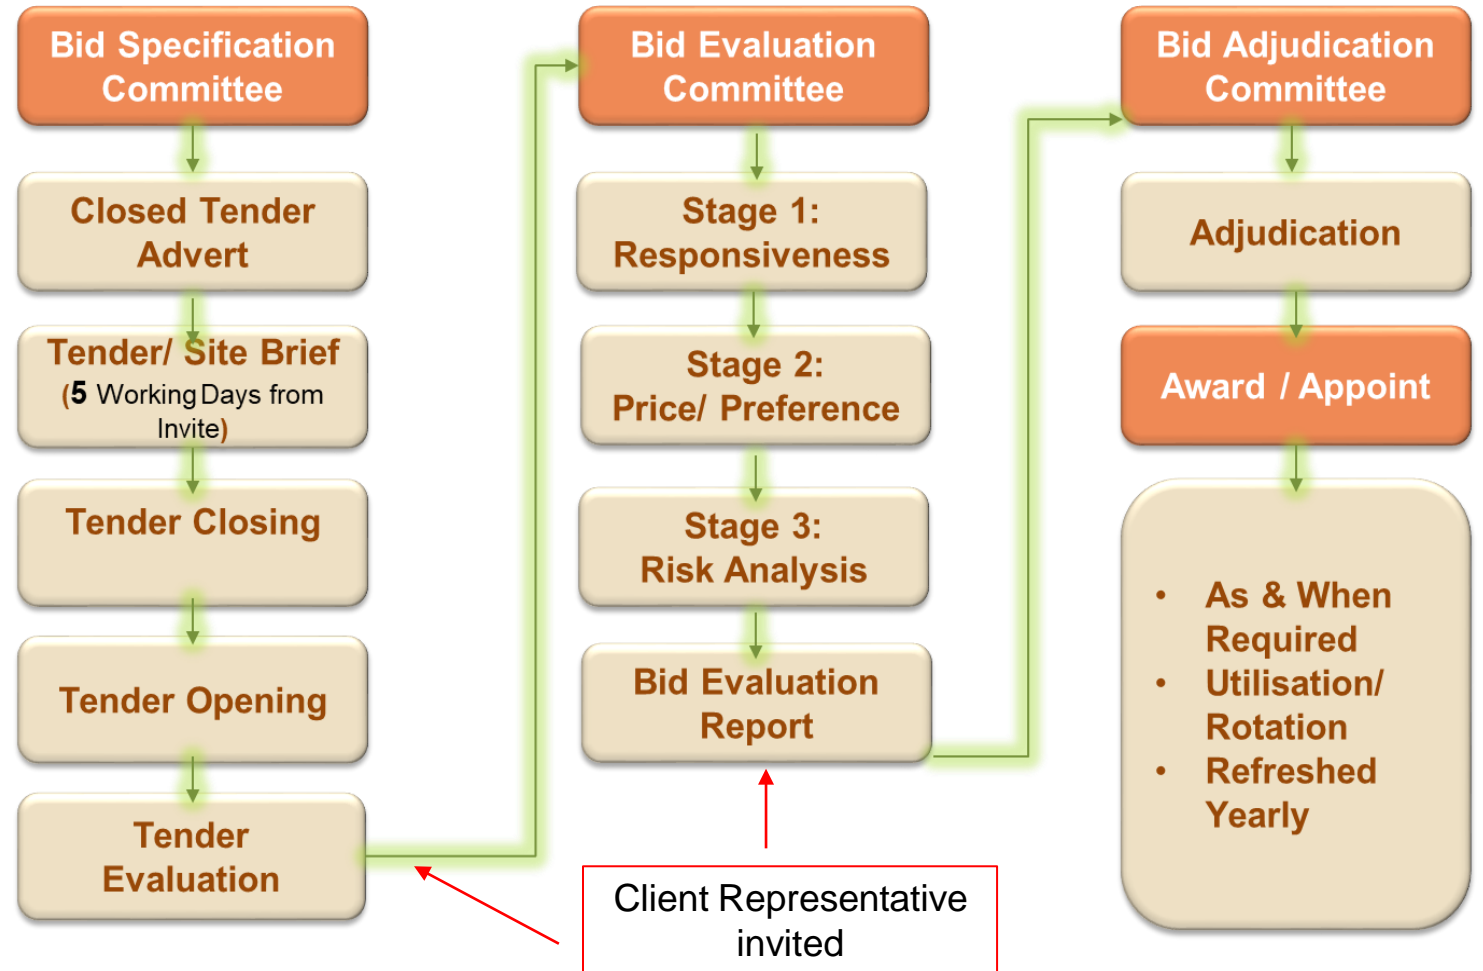 Bid Specification
Committee
Closed Tender
Advert
Tender/ Site Brief
(5 Working Days from
Invite)
Tender Closing
Tender Opening
Tender
Evaluation
Bid Evaluation
Committee
Stage 1:
Responsiveness
Stage 2:
Price/ Preference
Stage 3:
Risk Analysis
Bid Evaluation
Report
Client Representative
invited
Bid Adjudication
Committee
Adjudication
Award / Appoint
• As & When
Required
• Utilisation/
Rotation
• Refreshed
Yearly